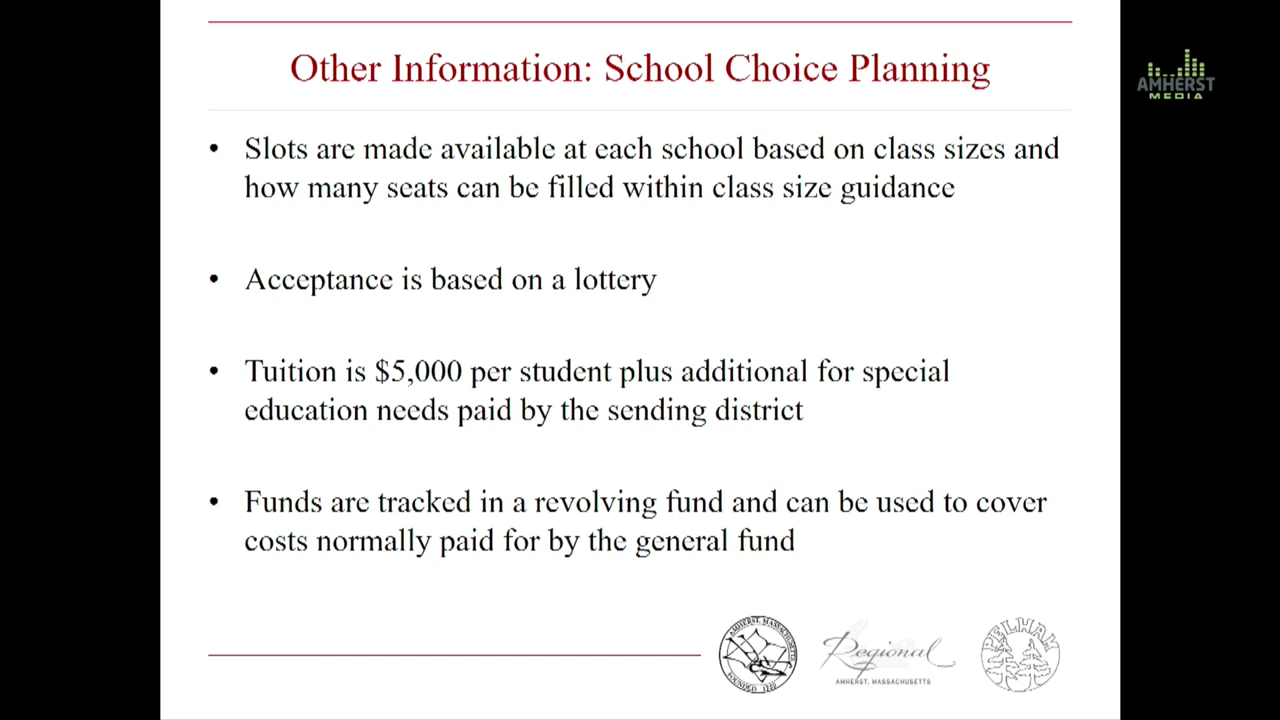 Other Information: School Choice Planning
AMHERST
MEDIA
• Slots are made available at each school based on class sizes and
how many seats can be filled within class size guidance
• Acceptance is based on a lottery
• Tuition is $5,000 per student plus additional for special
education needs paid by the sending district
• Funds are tracked in a revolving fund and can be used to cover
costs normally paid for by the general fund
AMHERST, MASSACHUSETTS
Regional
AMHERST, MASSACHUSETTS
PELHAM